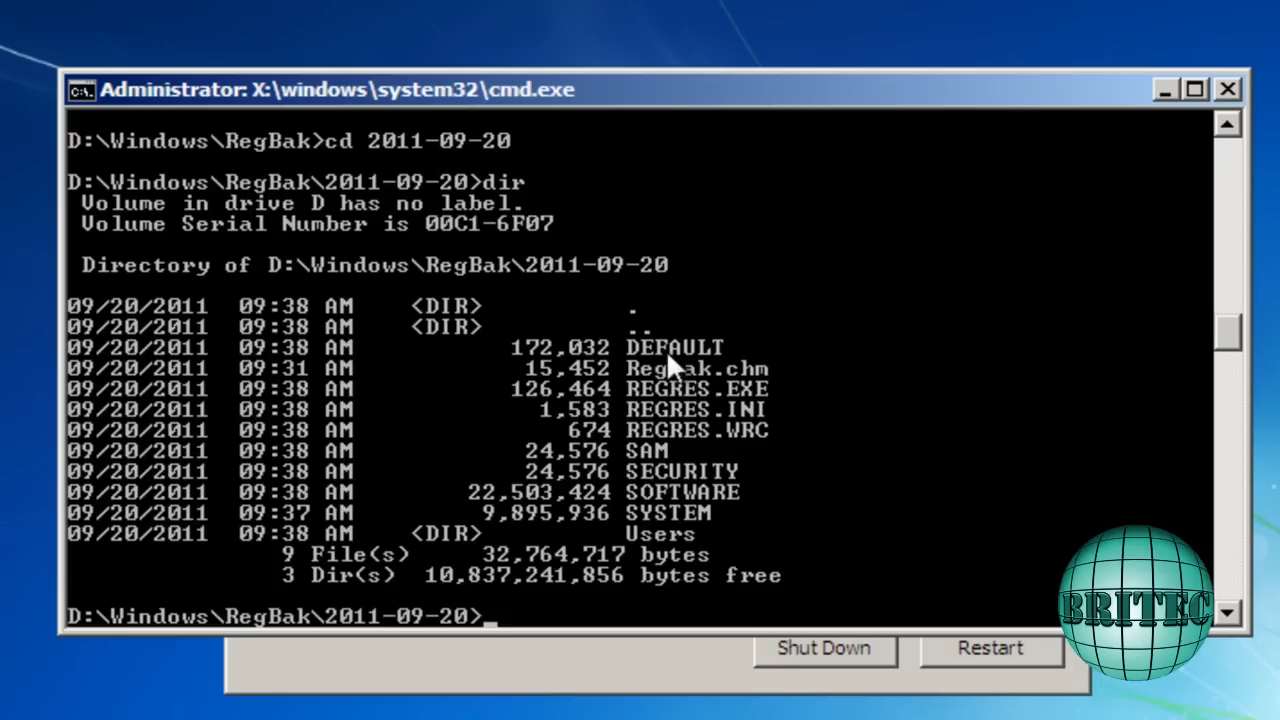 C:\.
Administrator: X:\windows\system32\cmd.exe
D:\Windows\RegBak>cd 2011-09-20
D:\Windows\RegBak\2011-09-20>dir
Volume in drive D has no label.
Volume Serial Number is 00C1-6F07
Directory of D:\Windows\RegBak\2011-09-20
09/20/2011 09:38 AM <DIR> .
09/20/2011 09:38 AM <DIR> ..
09/20/2011 09:38 AM 172,032 DEFAULT
09/20/2011 09:31 AM 15,452 Regbak.chm
09/20/2011 09:38 AM 126,464 REGRES.EXE
09/20/2011 09:38 AM 1,583 REGRES.INI
09/20/2011 09:38 AM 674 REGRES.WRC
09/20/2011 09:38 AM 24,576 SAM
09/20/2011 09:38 AM 24,576 SECURITY
09/20/2011 09:38 AM 22,503,424 SOFTWARE
09/20/2011 09:37 AM 9,895,936 SYSTEM
09/20/2011 09:38 AM <DIR> Users
9 File(s) 32,764,717 bytes
3 Dir(s) 10,837,241,856 bytes free
D:\Windows\RegBak\2011-09-20>_
BRITEC
Shut Down Restart